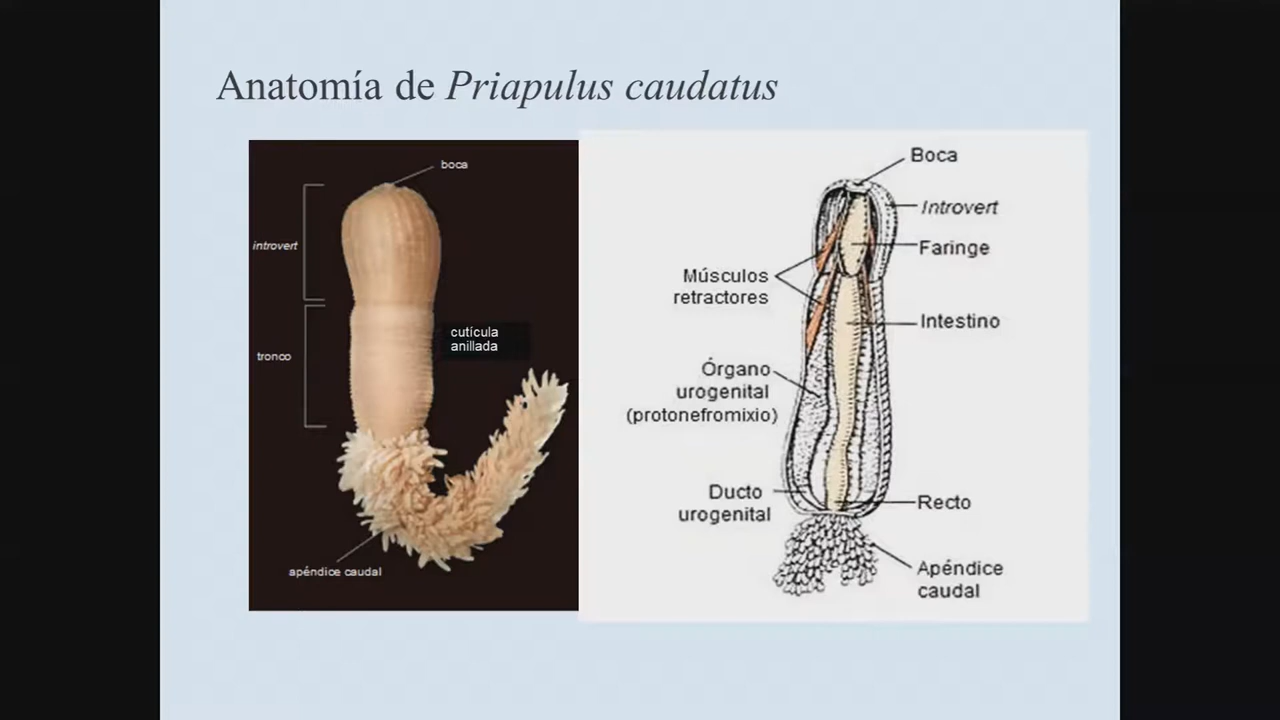 Anatomía de Priapulus caudatus
boca
introvert
cutícula
anillada
tronco
apéndice caudal
Boca
Introvert
Faringe
Músculos
retractores
Intestino
Órgano
urogenital
(protonefromixio)
Ducto
urogenital
Recto
Apéndice
caudal